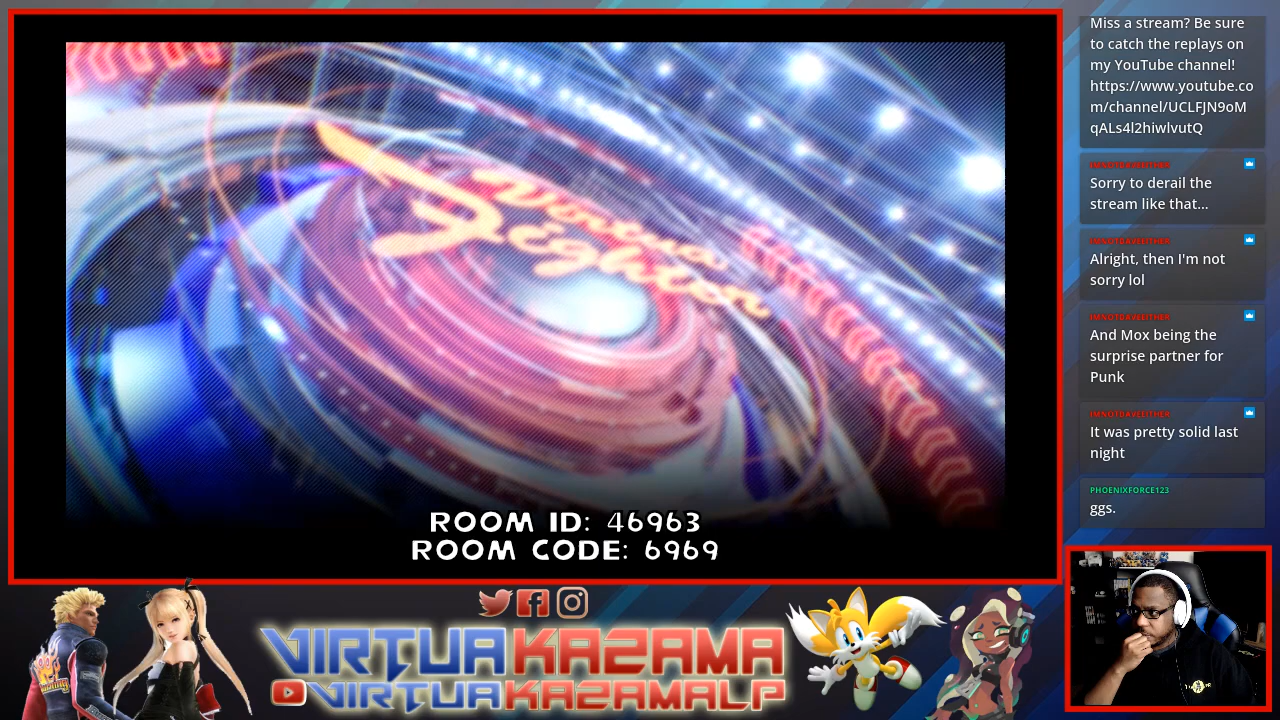 Virtua
Fighter
ROOM ID: 46963
ROOM CODE: 6969
VIRTUAKAZAMA
VIRTUAKAZAMALP
Miss a stream? Be sure
to catch the replays on
my YouTube channel!
https://www.youtube.co
m/channel/UCLFJN9oM
qALs4l2hiwlvutQ
IMNOTDAVEEITHER
Sorry to derail the
stream like that...
IMNOTDAVEEITHER
Alright, then I'm not
sorry lol
IMNOTDAVEEITHER
And Mox being the
surprise partner for
Punk
IMNOTDAVEEITHER
It was pretty solid last
night
PHOENIXFORCE123
ggs.